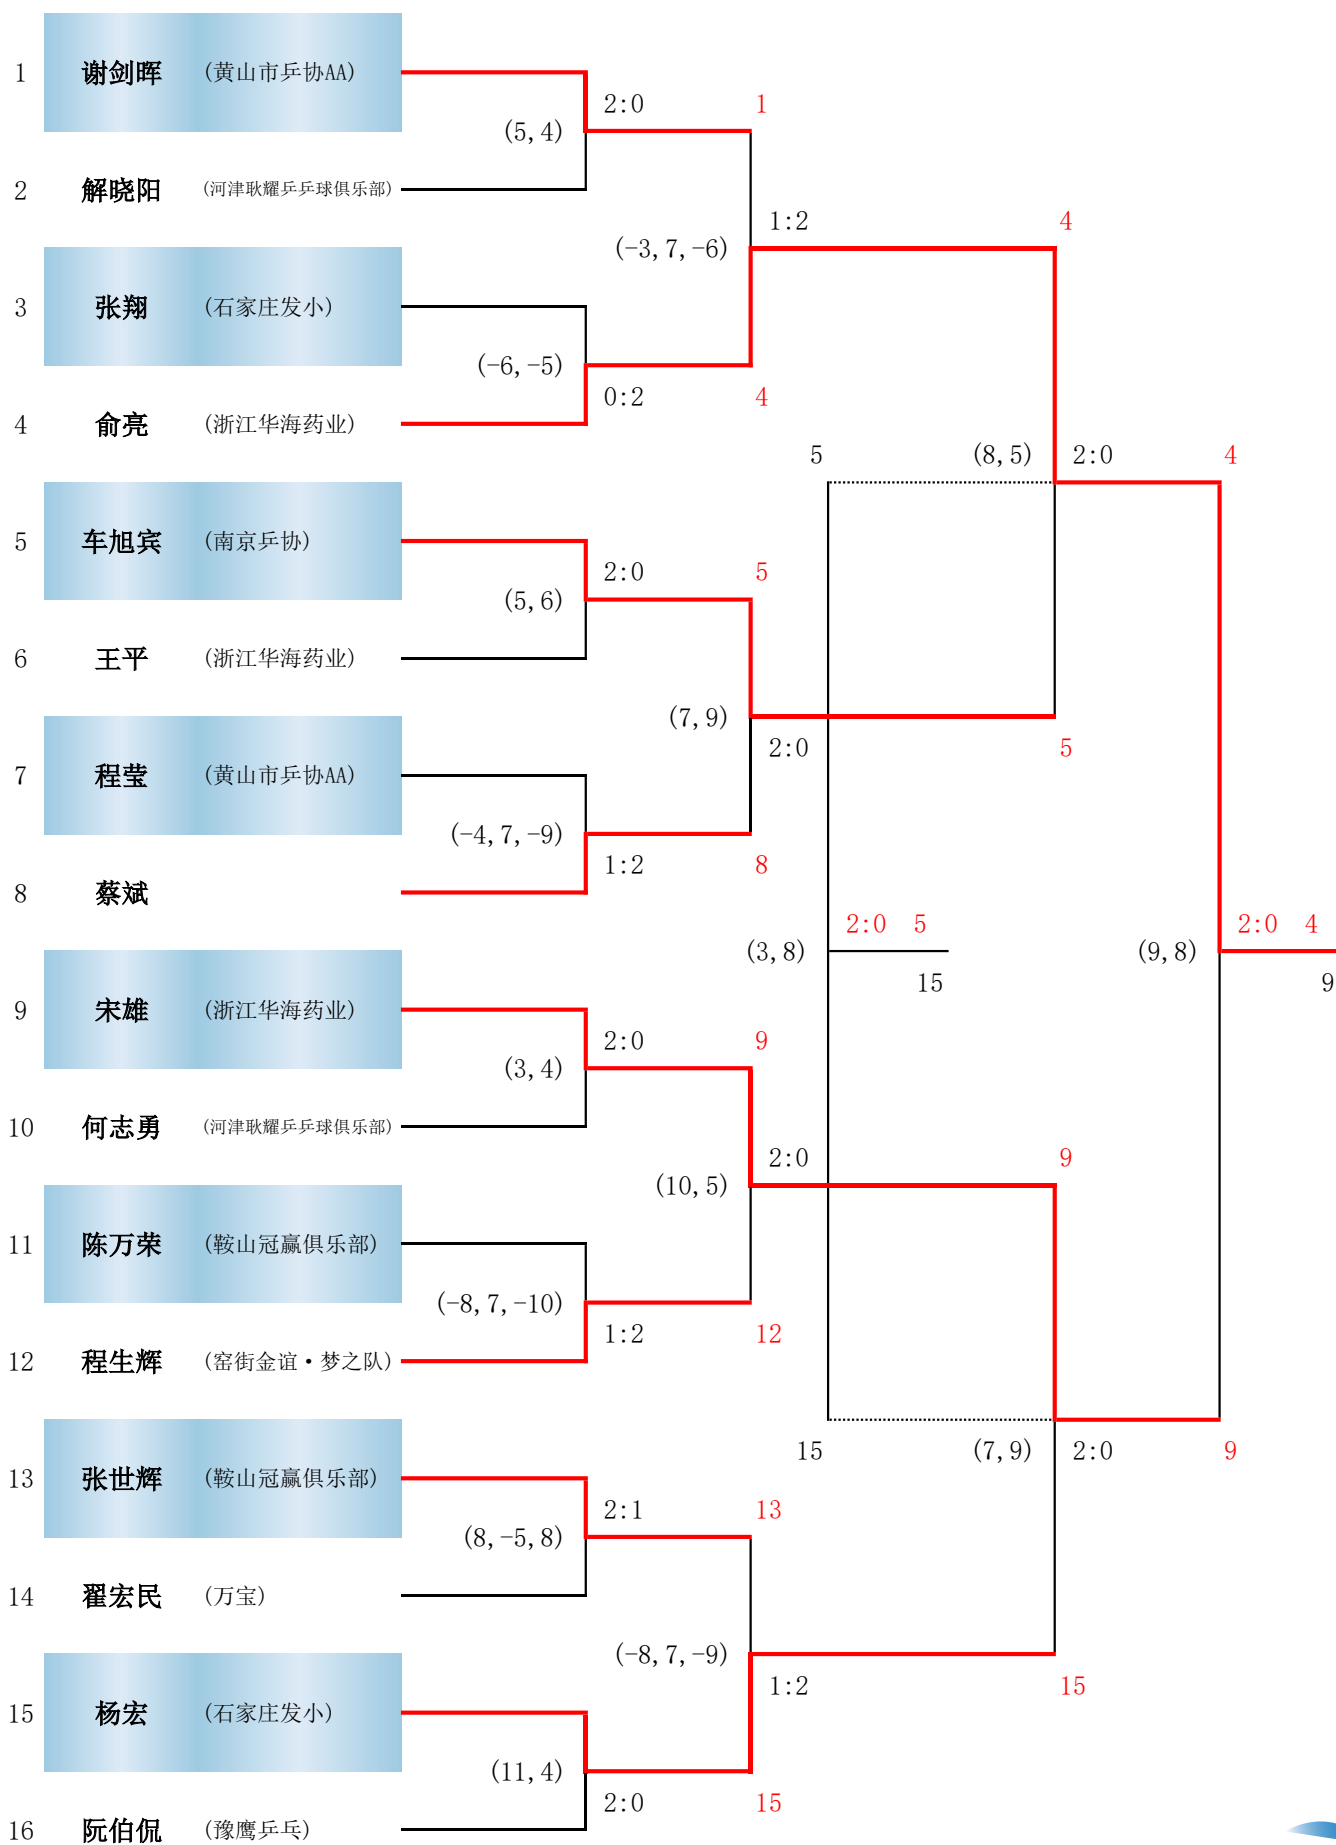 1 谢剑晖 (黄山市乒协AA)
2:0 1
(5,4)
2 解晓阳 (河津耿耀乒乒球俱乐部)
1:2 4
(-3,7,-6)
3 张翔 (石家庄发小)
(-6,-5)
0:2 4
4 俞亮 (浙江华海药业)
5 (8,5) 2:0 4
5 车旭宾 (南京乒协)
2:0 5
(5,6)
6 王平 (浙江华海药业)
(7,9)
2:0 5
7 程莹 (黄山市乒协AA)
(-4,7,-9)
1:2 8
8 蔡斌
2:0 5 2:0 4
(3,8) (9,8)
15 9
9 宋雄 (浙江华海药业)
2:0 9
(3,4)
10 何志勇 (河津耿耀乒乒球俱乐部)
2:0 9
(10,5)
11 陈万荣 (鞍山冠赢俱乐部)
(-8,7,-10)
1:2 12
12 程生辉 (窑街金谊·梦之队)
15 (7,9) 2:0 9
13 张世辉 (鞍山冠赢俱乐部)
2:1 13
(8,-5,8)
14 翟宏民 (万宝)
(-8,7,-9)
1:2 15
15 杨宏 (石家庄发小)
(11,4)
2:0 15
16 阮伯侃 (豫鹰乒乓)